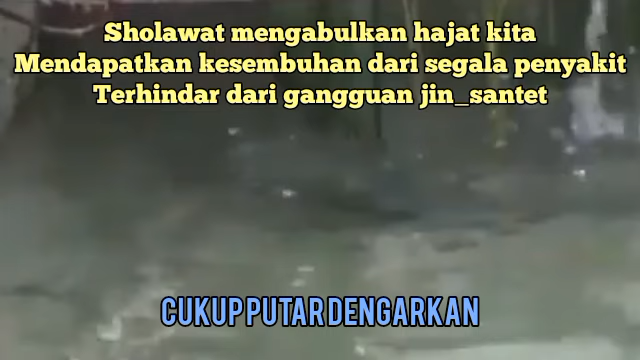 Sholawat mengabulkan hajat kita
Mendapatkan kesembuhan dari segala penyakit
Terhindar dari gangguan jin_santet
CUKUP PUTAR DENGARKAN